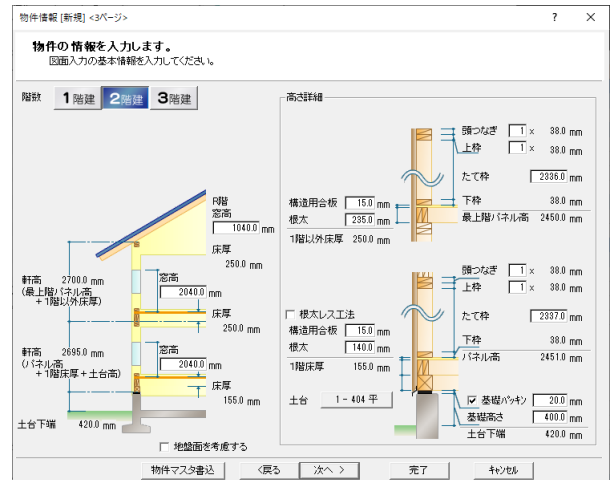 物件情報 [新規] <3ページ>
? ×
物件の情報を入力します。
図面入力の基本情報を入力してください。
階数 1階建 2階建 3階建
R階
窓高
1040.0 mm
床厚
250.0 mm
軒高 2700.0 mm
(最上階パネル高
+1階以外床厚)
窓高
2040.0 mm
床厚
250.0 mm
軒高 2695.0 mm
(パネル高
+1階床厚+土台高)
窓高
2040.0 mm
床厚
155.0 mm
土台下端 420.0 mm
地盤面を考慮する
高さ詳細
頭つなぎ 1 × 38.0 mm
上枠 1 × 38.0 mm
たて枠 2336.0 mm
構造用合板 15.0 mm
下枠 38.0 mm
根太 235.0 mm
最上階パネル高 2450.0 mm
1階以外床厚 250.0 mm
頭つなぎ 1 × 38.0 mm
上枠 1 × 38.0 mm
根太レス工法
たて枠 2337.0 mm
構造用合板 15.0 mm
下枠 38.0 mm
根太 140.0 mm
パネル高 2451.0 mm
1階床厚 155.0 mm
土台 1 - 404 平
基礎パッキン 20.0 mm
基礎高さ 400.0 mm
土台下端 420.0 mm
物件マスタ書込 <戻る 次へ > 完了 キャンセル